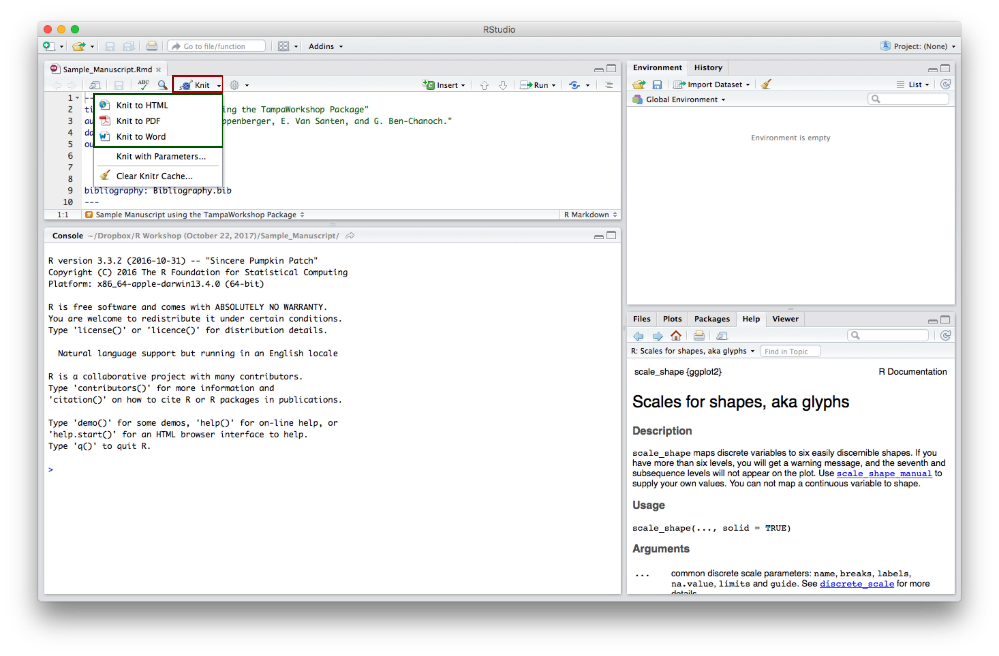 RStudio
Go to file/function
Addins
Project: (None)
Sample_Manuscript.Rmd
ABC
Knit
Insert
Run
1
2 ti ing the TampaWorkshop Package"
3 au ppenberger, E. Van Santen, and G. Ben-Chanoch."
4 da
5 ou
6
7
8
9 bibliography: Bibliography.bib
10 ---
Knit to HTML
Knit to PDF
Knit to Word
Knit with Parameters...
Clear Knitr Cache...
1:1 Sample Manuscript using the TampaWorkshop Package R Markdown
Console ~/Dropbox/R Workshop (October 22, 2017)/Sample_Manuscript/
R version 3.3.2 (2016-10-31) -- "Sincere Pumpkin Patch"
Copyright (C) 2016 The R Foundation for Statistical Computing
Platform: x86_64-apple-darwin13.4.0 (64-bit)
R is free software and comes with ABSOLUTELY NO WARRANTY.
You are welcome to redistribute it under certain conditions.
Type 'license()' or 'licence()' for distribution details.
Natural language support but running in an English locale
R is a collaborative project with many contributors.
Type 'contributors()' for more information and
'citation()' on how to cite R or R packages in publications.
Type 'demo()' for some demos, 'help()' for on-line help, or
'help.start()' for an HTML browser interface to help.
Type 'q()' to quit R.
>
Environment History
Import Dataset List
Global Environment
Environment is empty
Files Plots Packages Help Viewer
R: Scales for shapes, aka glyphs Find in Topic
scale_shape {ggplot2} R Documentation
Scales for shapes, aka glyphs
Description
scale_shape maps discrete variables to six easily discernible shapes. If you
have more than six levels, you will get a warning message, and the seventh and
subsequence levels will not appear on the plot. Use scale_shape_manual to
supply your own values. You can not map a continuous variable to shape.
Usage
scale_shape(..., solid = TRUE)
Arguments
... common discrete scale parameters: name, breaks, labels,
na.value, limits and guide. See discrete_scale for more
details